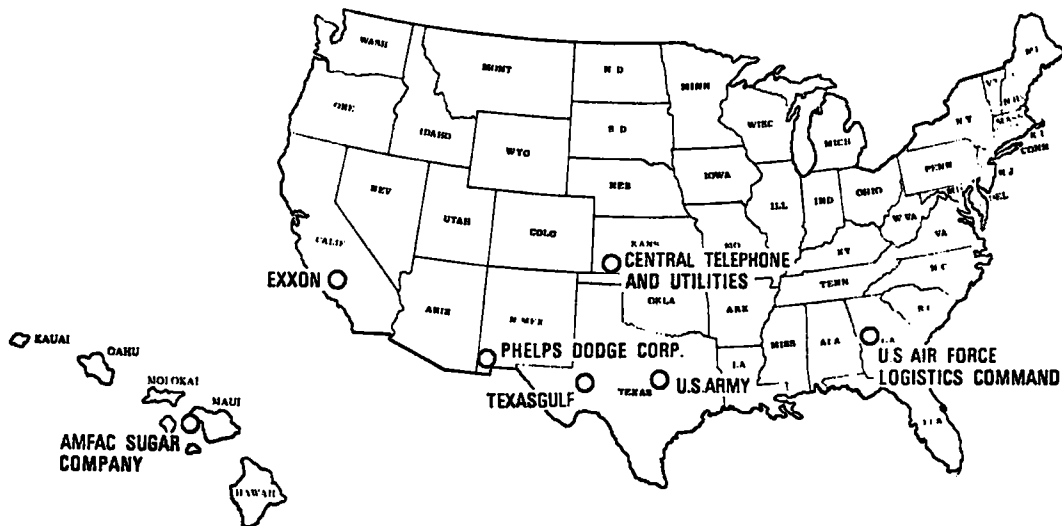 WASH
MONT
N D
MINN
ORE
IDAHO
WYO
S D
WISC
MICH
N Y
IOWA
NEB
NEV
UTAH
COLO
ILL
IND
OHIO
PENN
CONN
N J
DEL
W VA
VA
KY
N C
TENN
CALIF
KANS
MO
EXXON
CENTRAL TELEPHONE
AND UTILITIES
ARIZ
N MEX
OKLA
ARK
MISS
ALA
PHELPS DODGE CORP.
TEXASGULF
TEXAS
U.S.ARMY
LA
U.S AIR FORCE
LOGISTICS COMMAND
KAUAI
OAHU
MOLOKAI
MAUI
AMFAC SUGAR
COMPANY
HAWAII